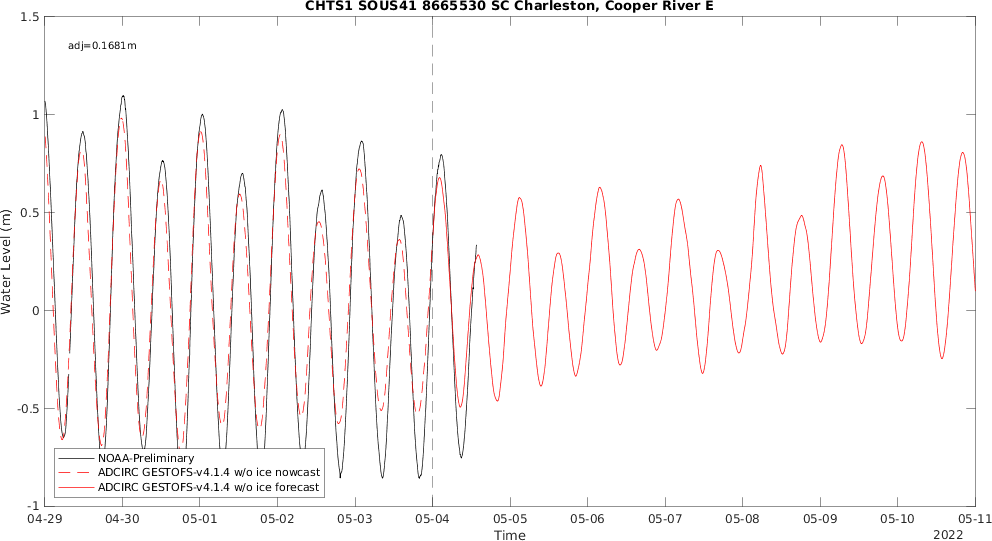 CHTS1 SOUS41 8665530 SC Charleston, Cooper River E
adj=0.1681m
1.5
1
0.5
0
-0.5
-1
Water Level (m)
NOAA-Preliminary
ADCIRC GESTOFS-v4.1.4 w/o ice nowcast
ADCIRC GESTOFS-v4.1.4 w/o ice forecast
04-29 04-30 05-01 05-02 05-03 05-04 05-05 05-06 05-07 05-08 05-09 05-10 05-11
Time
2022